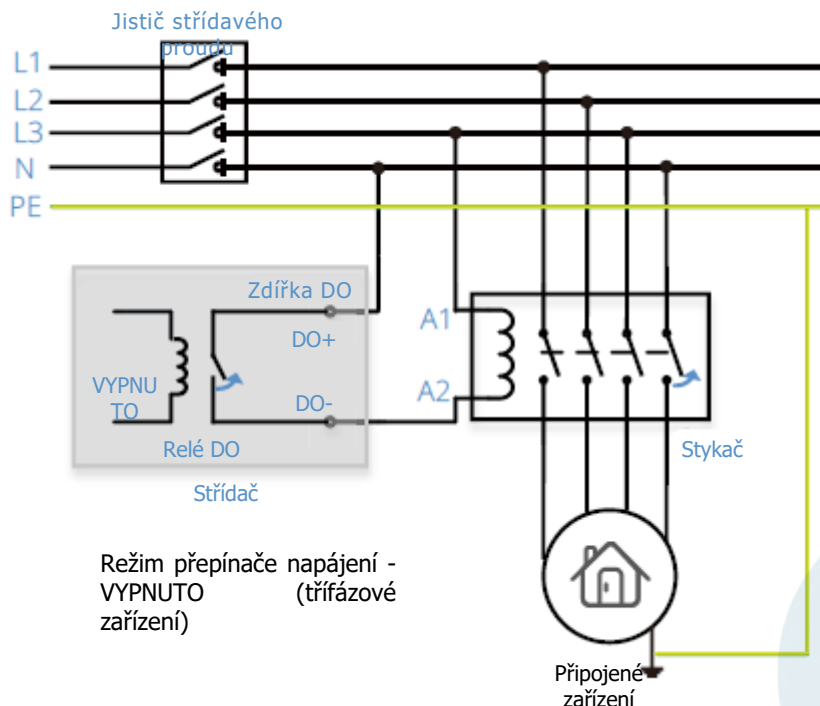 Jistič střídavého
proudu
L1
L2
L3
N
PE
Zdířka DO
DO+
A1
VYPNU
TO
DO-
A2
Relé DO
Stykač
Střídač
Režim přepínače napájení -
VYPNUTO (třífázové
zařízení)
Připojené
zařízení